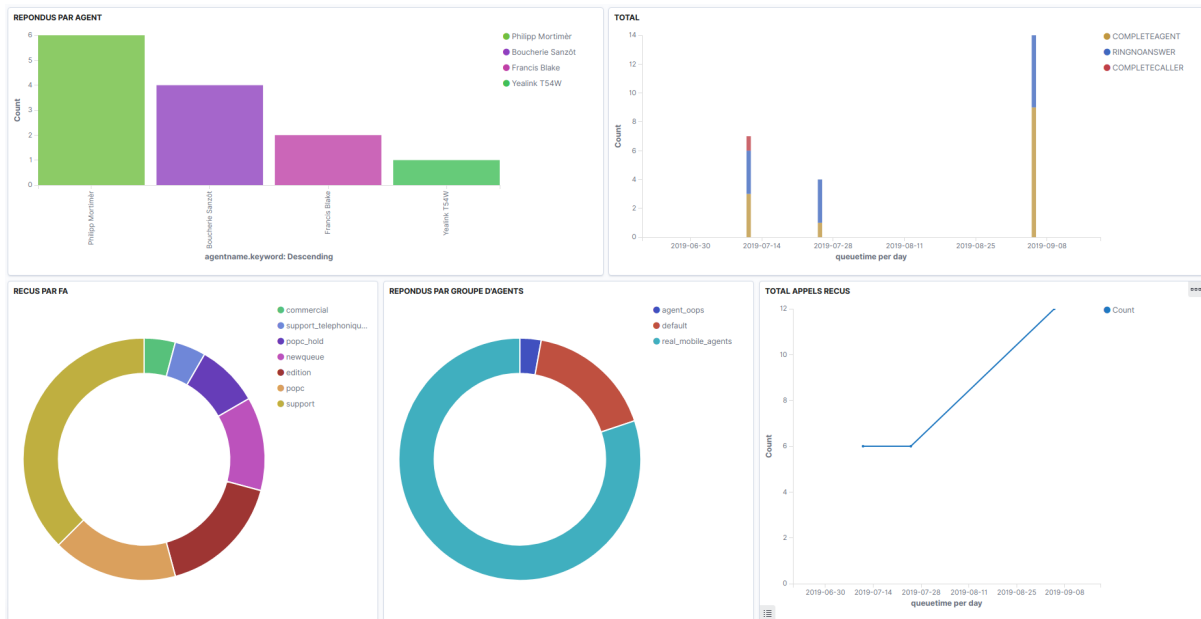 REPONDUS PAR AGENT
6
5
4
3
2
1
0
Count
Philipp Mortimèr
Boucherie Sanzôt
Francis Blake
Yealink T54W
agentname.keyword: Descending
Philipp Mortimèr
Boucherie Sanzôt
Francis Blake
Yealink T54W
TOTAL
14
12
10
8
6
4
2
0
Count
2019-06-30
2019-07-14
2019-07-28
2019-08-11
2019-08-25
2019-09-08
queuetime per day
COMPLETEAGENT
RINGNOANSWER
COMPLETECALLER
RECUS PAR FA
commercial
support_telephoniqu...
popc_hold
newqueue
edition
popc
support
REPONDUS PAR GROUPE D'AGENTS
agent_oops
default
real_mobile_agents
TOTAL APPELS RECUS
12
10
8
6
4
2
0
Count
2019-06-30
2019-07-14
2019-07-28
2019-08-11
2019-08-25
2019-09-08
queuetime per day
Count